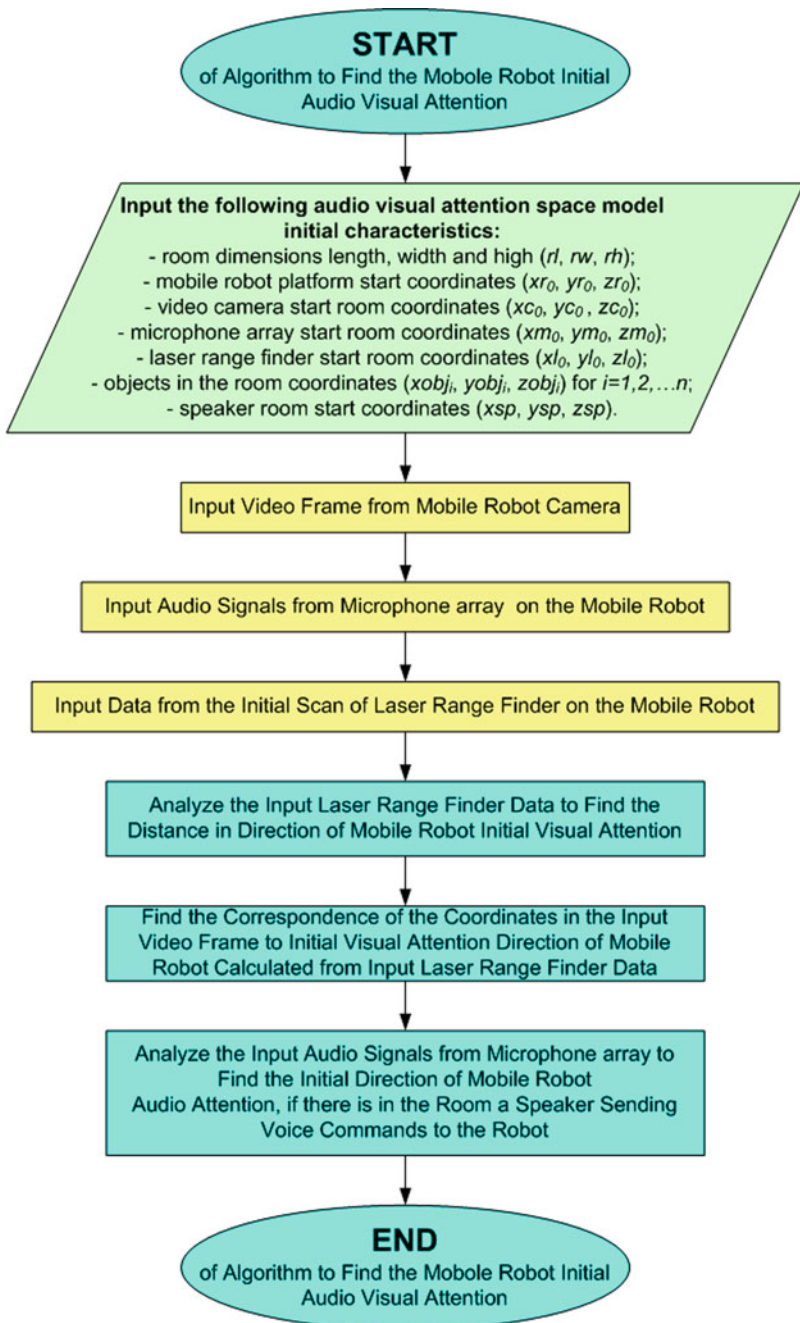 START
of Algorithm to Find the Mobole Robot Initial
Audio Visual Attention
Input the following audio visual attention space model
initial characteristics:
- room dimensions length, width and high (rl, rw, rh);
- mobile robot platform start coordinates (xr₀, yr₀, zr₀);
- video camera start room coordinates (xc₀, yc₀ , zc₀);
- microphone array start room coordinates (xm₀, ym₀, zm₀);
- laser range finder start room coordinates (xl₀, yl₀, zl₀);
- objects in the room coordinates (xobjᵢ, yobjᵢ, zobjᵢ) for i=1,2,…n;
- speaker room start coordinates (xsp, ysp, zsp).
Input Video Frame from Mobile Robot Camera
Input Audio Signals from Microphone array on the Mobile Robot
Input Data from the Initial Scan of Laser Range Finder on the Mobile Robot
Analyze the Input Laser Range Finder Data to Find the
Distance in Direction of Mobile Robot Initial Visual Attention
Find the Correspondence of the Coordinates in the Input
Video Frame to Initial Visual Attention Direction of Mobile
Robot Calculated from Input Laser Range Finder Data
Analyze the Input Audio Signals from Microphone array to
Find the Initial Direction of Mobile Robot
Audio Attention, if there is in the Room a Speaker Sending
Voice Commands to the Robot
END
of Algorithm to Find the Mobole Robot Initial
Audio Visual Attention